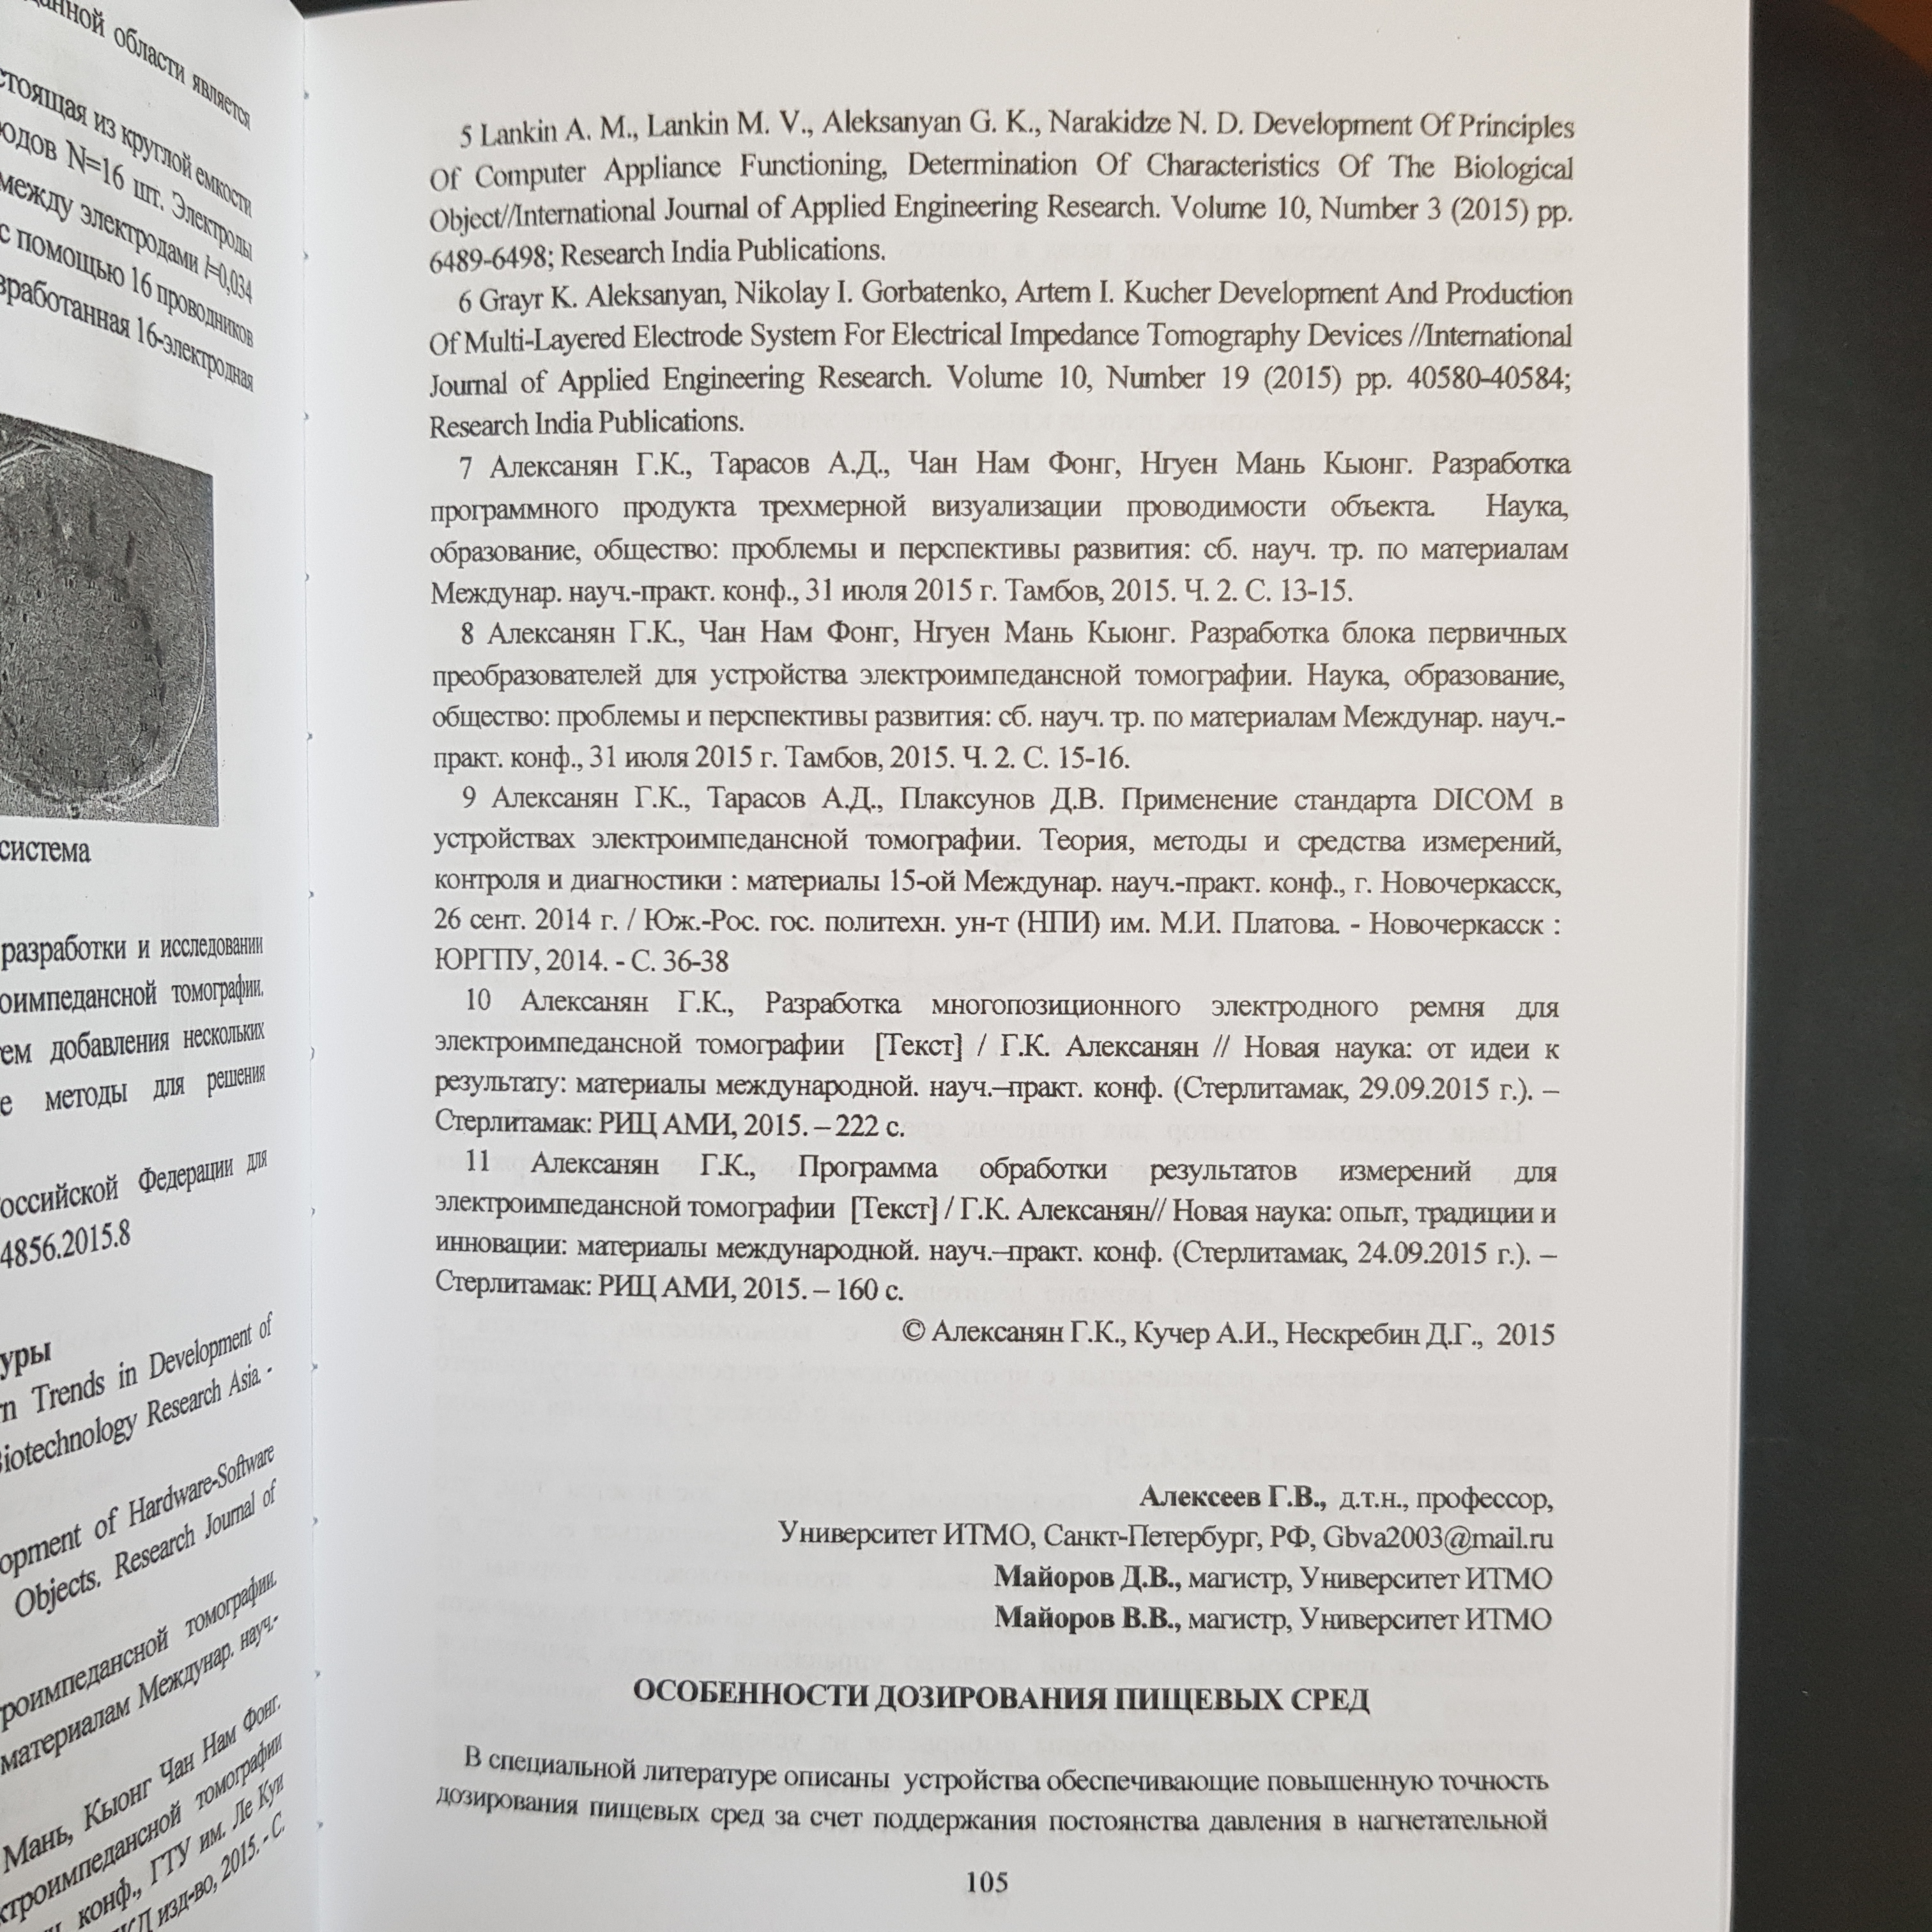 данной области является
стоящая из круглой емкости
N=16 шт. Электроды
между электродами l=0,034
с помощью 16 проводников
16-электродная
система
разработки и исследовании
томографии.
добавления нескольких
методы для решения
Федерации для
4856.2015.8
Trends in Development of
Biotechnology Research Asia. -
of Hardware-Software
Objects. Research Journal of
томографии.
материалам Междунар. науч.-
Мань, Кыонг Чан Нам Фонг.
томографии
конф., ГТУ им. Ле Куи
изд-во, 2015. - С.
5 Lankin A. M., Lankin M. V., Aleksanyan G. K., Narakidze N. D. Development Of Principles
Of Computer Appliance Functioning, Determination Of Characteristics Of The Biological
Object//International Journal of Applied Engineering Research. Volume 10, Number 3 (2015) pp.
6489-6498; Research India Publications.
6 Grayr K. Aleksanyan, Nikolay I. Gorbatenko, Artem I. Kucher Development And Production
Of Multi-Layered Electrode System For Electrical Impedance Tomography Devices //International
Journal of Applied Engineering Research. Volume 10, Number 19 (2015) pp. 40580-40584;
Research India Publications.
7 Алексанян Г.К., Тарасов А.Д., Чан Нам Фонг, Нгуен Мань Кыонг. Разработка
программного продукта трехмерной визуализации проводимости объекта. Наука,
образование, общество: проблемы и перспективы развития: сб. науч. тр. по материалам
Междунар. науч.-практ. конф., 31 июля 2015 г. Тамбов, 2015. Ч. 2. С. 13-15.
8 Алексанян Г.К., Чан Нам Фонг, Нгуен Мань Кыонг. Разработка блока первичных
преобразователей для устройства электроимпедансной томографии. Наука, образование,
общество: проблемы и перспективы развития: сб. науч. тр. по материалам Междунар. науч.-
практ. конф., 31 июля 2015 г. Тамбов, 2015. Ч. 2. С. 15-16.
9 Алексанян Г.К., Тарасов А.Д., Плаксунов Д.В. Применение стандарта DICOM в
устройствах электроимпедансной томографии. Теория, методы и средства измерений,
контроля и диагностики : материалы 15-ой Междунар. науч.-практ. конф., г. Новочеркасск,
26 сент. 2014 г. / Юж.-Рос. гос. политехн. ун-т (НПИ) им. М.И. Платова. - Новочеркасск :
ЮРГПУ, 2014. - С. 36-38
10 Алексанян Г.К., Разработка многопозиционного электродного ремня для
электроимпедансной томографии [Текст] / Г.К. Алексанян // Новая наука: от идеи к
результату: материалы международной. науч.–практ. конф. (Стерлитамак, 29.09.2015 г.). –
Стерлитамак: РИЦ АМИ, 2015. – 222 с.
11 Алексанян Г.К., Программа обработки результатов измерений для
электроимпедансной томографии [Текст] / Г.К. Алексанян// Новая наука: опыт, традиции и
инновации: материалы международной. науч.–практ. конф. (Стерлитамак, 24.09.2015 г.). –
Стерлитамак: РИЦ АМИ, 2015. – 160 с.
© Алексанян Г.К., Кучер А.И., Нескребин Д.Г., 2015
Алексеев Г.В., д.т.н., профессор,
Университет ИТМО, Санкт-Петербург, РФ, Gbva2003@mail.ru
Майоров Д.В., магистр, Университет ИТМО
Майоров В.В., магистр, Университет ИТМО
ОСОБЕННОСТИ ДОЗИРОВАНИЯ ПИЩЕВЫХ СРЕД
В специальной литературе описаны устройства обеспечивающие повышенную точность
дозирования пищевых сред за счет поддержания постоянства давления в нагнетательной
105